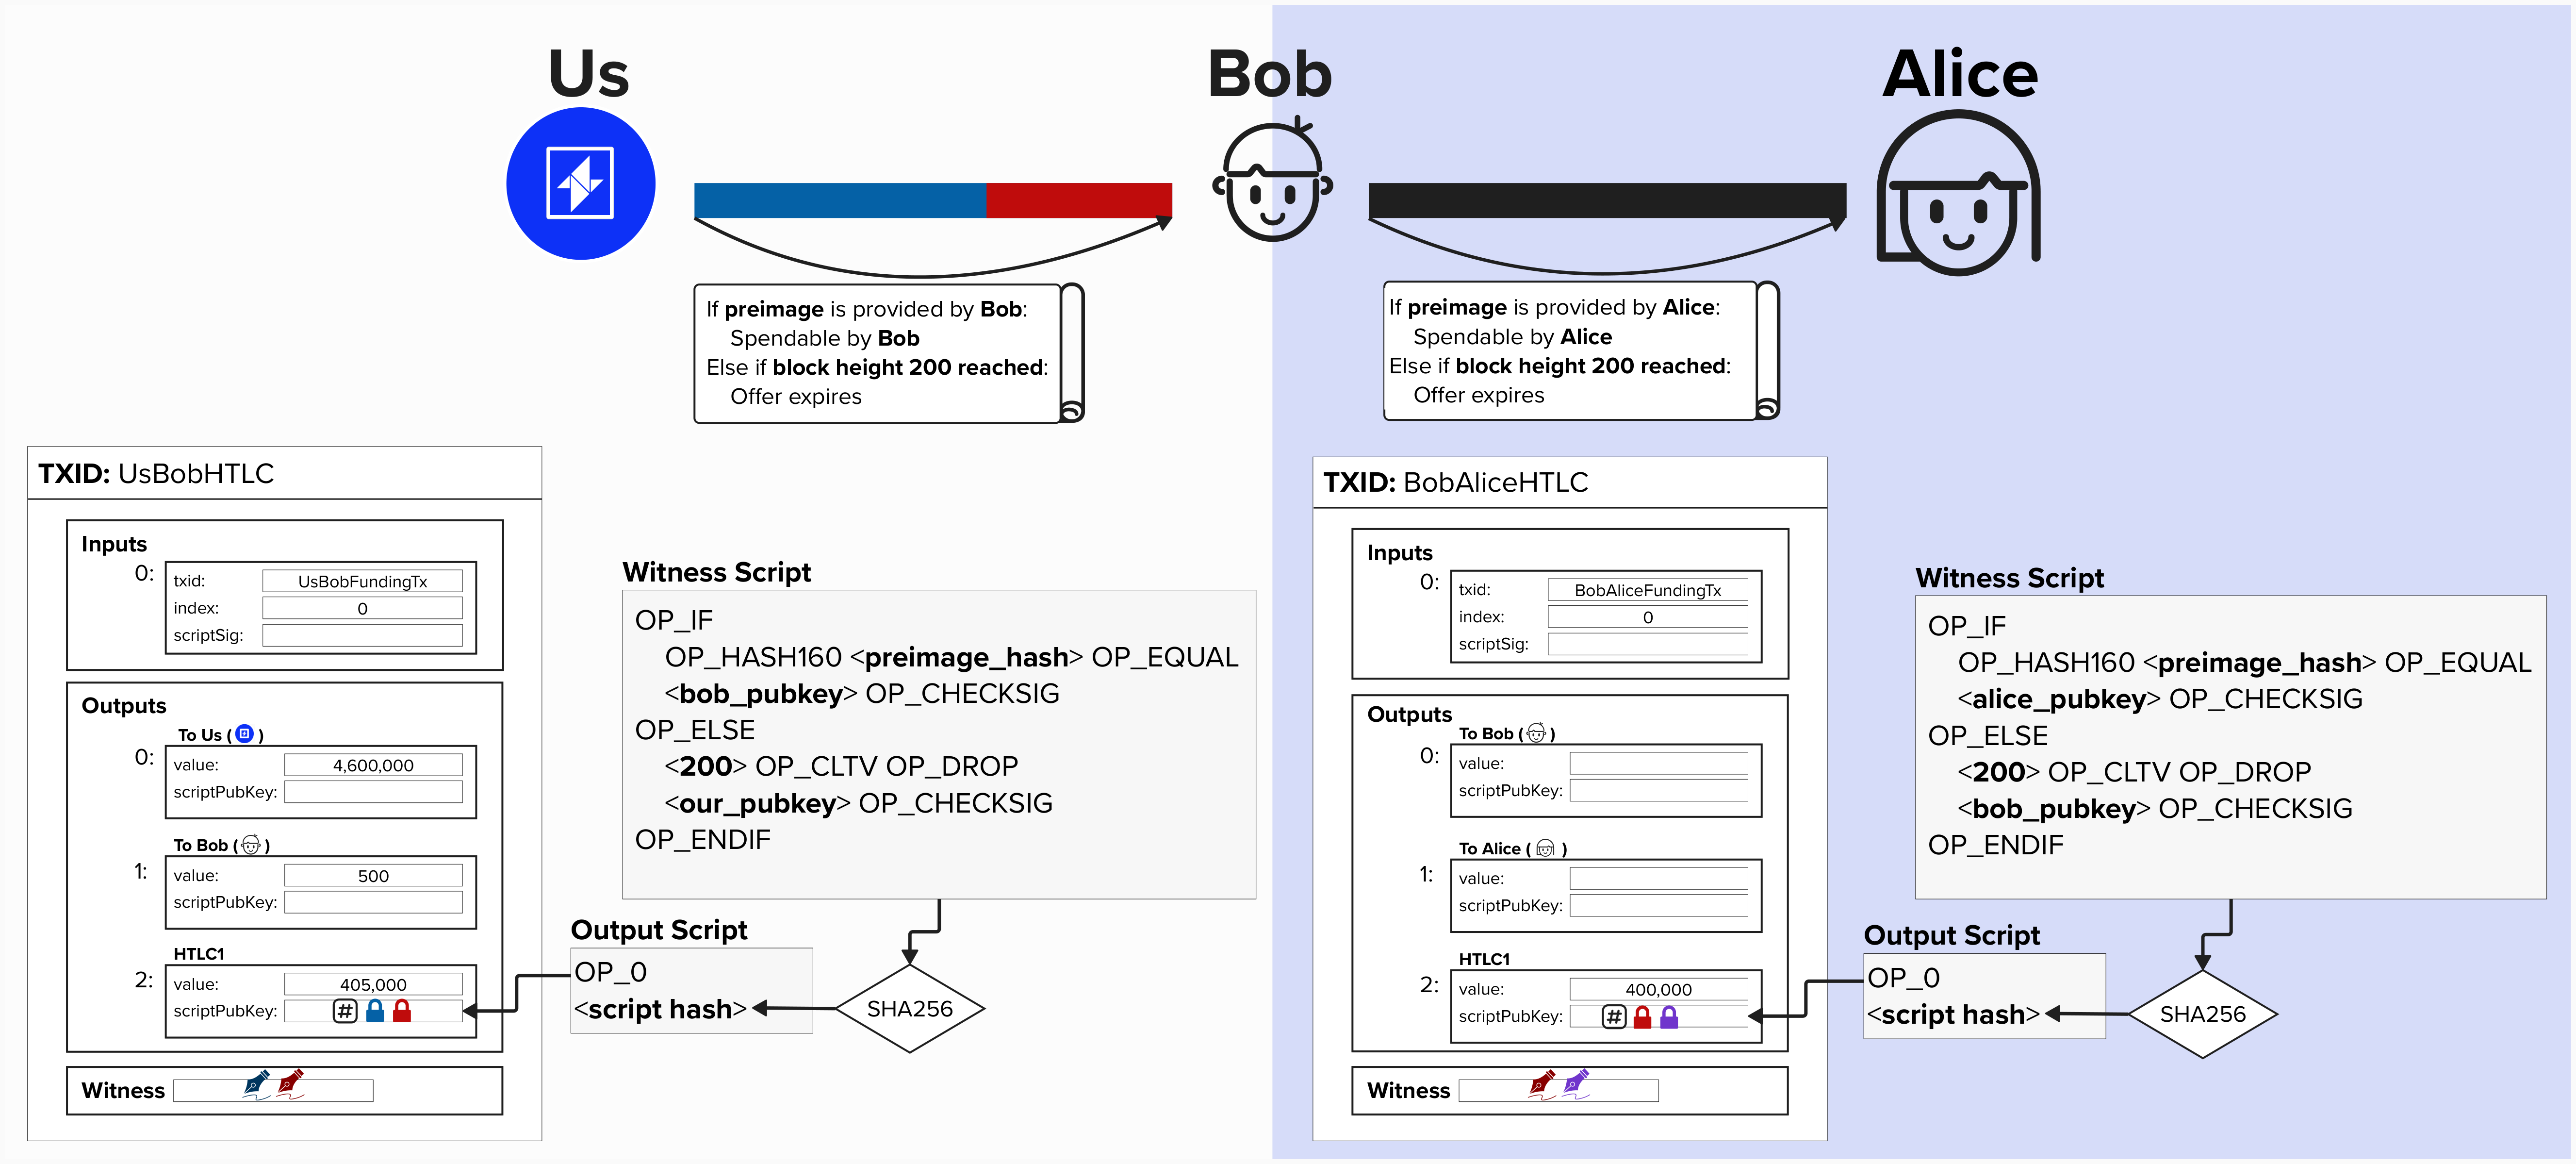 Us
Bob
Alice
If preimage is provided by Bob:
Spendable by Bob
Else if block height 200 reached:
Offer expires
If preimage is provided by Alice:
Spendable by Alice
Else if block height 200 reached:
Offer expires
TXID: UsBobHTLC
Inputs
0:
txid: UsBobFundingTx
index: 0
scriptSig:
Outputs
To Us ( )
0:
value: 4,600,000
scriptPubKey:
To Bob ( )
1:
value: 500
scriptPubKey:
HTLC1
2:
value: 405,000
scriptPubKey: #
Witness
Witness Script
OP_IF
OP_HASH160 <preimage_hash> OP_EQUAL
<bob_pubkey> OP_CHECKSIG
OP_ELSE
<200> OP_CLTV OP_DROP
<our_pubkey> OP_CHECKSIG
OP_ENDIF
Output Script
OP_0
<script hash>
SHA256
TXID: BobAliceHTLC
Inputs
0:
txid: BobAliceFundingTx
index: 0
scriptSig:
Outputs
To Bob ( )
0:
value:
scriptPubKey:
To Alice ( )
1:
value:
scriptPubKey:
HTLC1
2:
value: 400,000
scriptPubKey: #
Witness
Witness Script
OP_IF
OP_HASH160 <preimage_hash> OP_EQUAL
<alice_pubkey> OP_CHECKSIG
OP_ELSE
<200> OP_CLTV OP_DROP
<bob_pubkey> OP_CHECKSIG
OP_ENDIF
Output Script
OP_0
<script hash>
SHA256